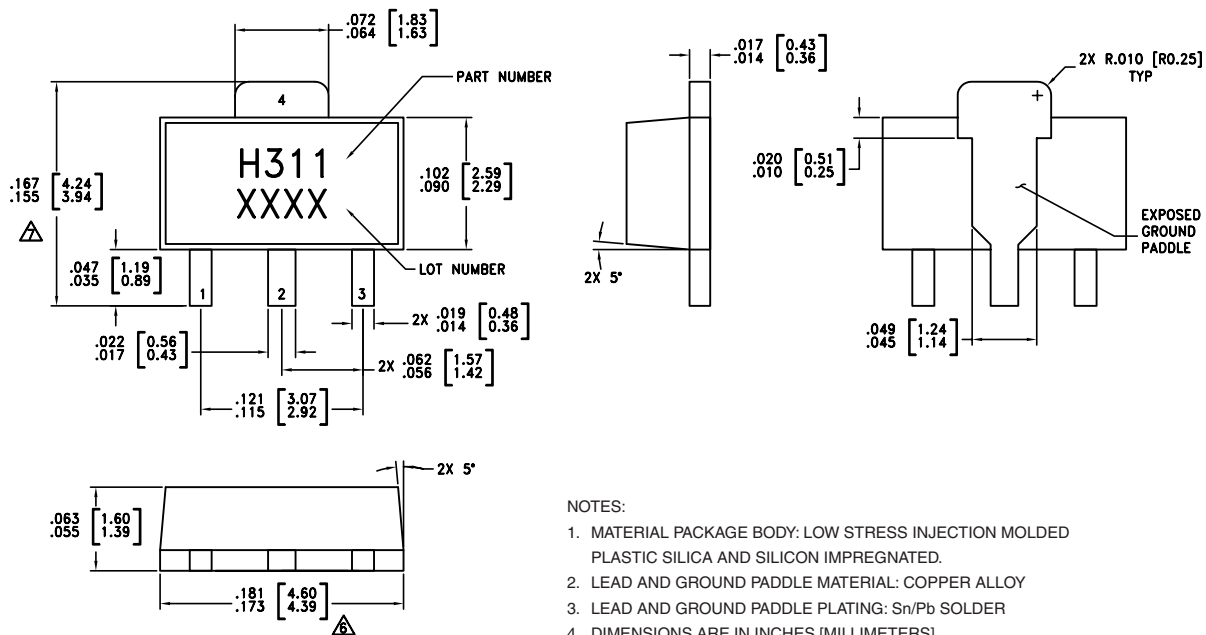 .072 [1.83]
.064 [1.63]
PART NUMBER
4
H311
XXXX
LOT NUMBER
.167 [4.24]
.155 [3.94]
7
.102 [2.59]
.090 [2.29]
.047 [1.19]
.035 [0.89]
1 2 3
2X .019 [0.48]
.014 [0.36]
.022 [0.56]
.017 [0.43]
2X .062 [1.57]
.056 [1.42]
.121 [3.07]
.115 [2.92]
.017 [0.43]
.014 [0.36]
2X 5°
2X R.010 [R0.25]
TYP
+
.020 [0.51]
.010 [0.25]
EXPOSED
GROUND
PADDLE
.049 [1.24]
.045 [1.14]
2X 5°
.063 [1.60]
.055 [1.39]
.181 [4.60]
.173 [4.39]
6
NOTES:
1. MATERIAL PACKAGE BODY: LOW STRESS INJECTION MOLDED
PLASTIC SILICA AND SILICON IMPREGNATED.
2. LEAD AND GROUND PADDLE MATERIAL: COPPER ALLOY
3. LEAD AND GROUND PADDLE PLATING: Sn/Pb SOLDER
4. DIMENSIONS ARE IN INCHES [MILLIMETERS]